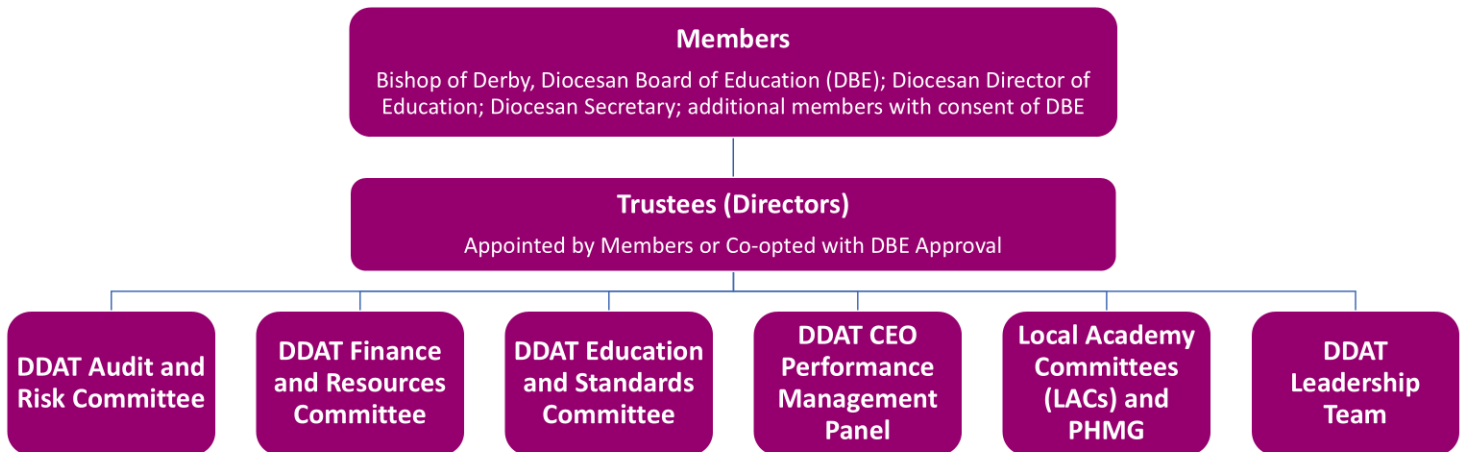 Members
Bishop of Derby, Diocesan Board of Education (DBE); Diocesan Director of
Education; Diocesan Secretary; additional members with consent of DBE
Trustees (Directors)
Appointed by Members or Co-opted with DBE Approval
DDAT Audit and
Risk Committee
DDAT Finance
and Resources
Committee
DDAT Education
and Standards
Committee
DDAT CEO
Performance
Management
Panel
Local Academy
Committees
(LACs) and
PHMG
DDAT
Leadership
Team